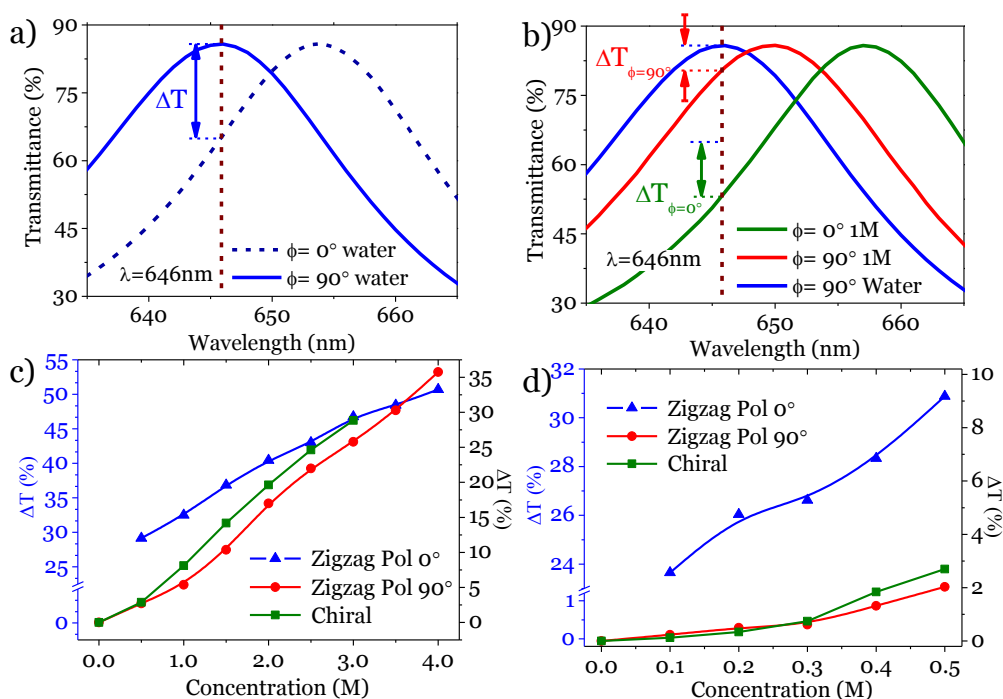 a)
90
75
60
45
30
Transmittance (%)
ΔT
ϕ= 0° water
λ=646nm
ϕ= 90° water
640
650
660
Wavelength (nm)
b)
90
75
60
45
30
Transmittance (%)
ΔTϕ=90°
ΔTϕ=0°
ϕ= 0° 1M
ϕ= 90° 1M
λ=646nm
ϕ= 90° Water
640
650
660
Wavelength (nm)
c)
55
50
45
40
35
30
25
0
ΔT (%)
35
30
25
20
15
10
5
0
ΔT (%)
Zigzag Pol 0°
Zigzag Pol 90°
Chiral
0.0
1.0
2.0
3.0
4.0
Concentration (M)
d)
32
30
28
26
24
1
0
ΔT (%)
10
8
6
4
2
0
ΔT (%)
Zigzag Pol 0°
Zigzag Pol 90°
Chiral
0.0
0.1
0.2
0.3
0.4
0.5
Concentration (M)